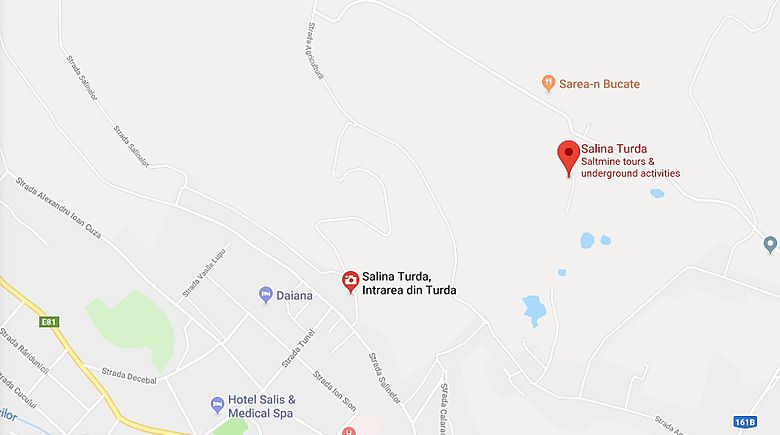 Strada Agricultură
Strada Salinelor
Sarea-n Bucate
Salina Turda
Saltmine tours &
underground activities
Strada Salinelor
Strada Alexandru Ioan Cuza
Strada Vasile Lupu
Salina Turda,
Intrarea din Turda
Daiana
E81
Strada Tunel
Strada Rândunicii
Strada Decebal
Strada Salinelor
Strada Ion Sion
Strada Cucului
Hotel Salis &
Medical Spa
H
161B